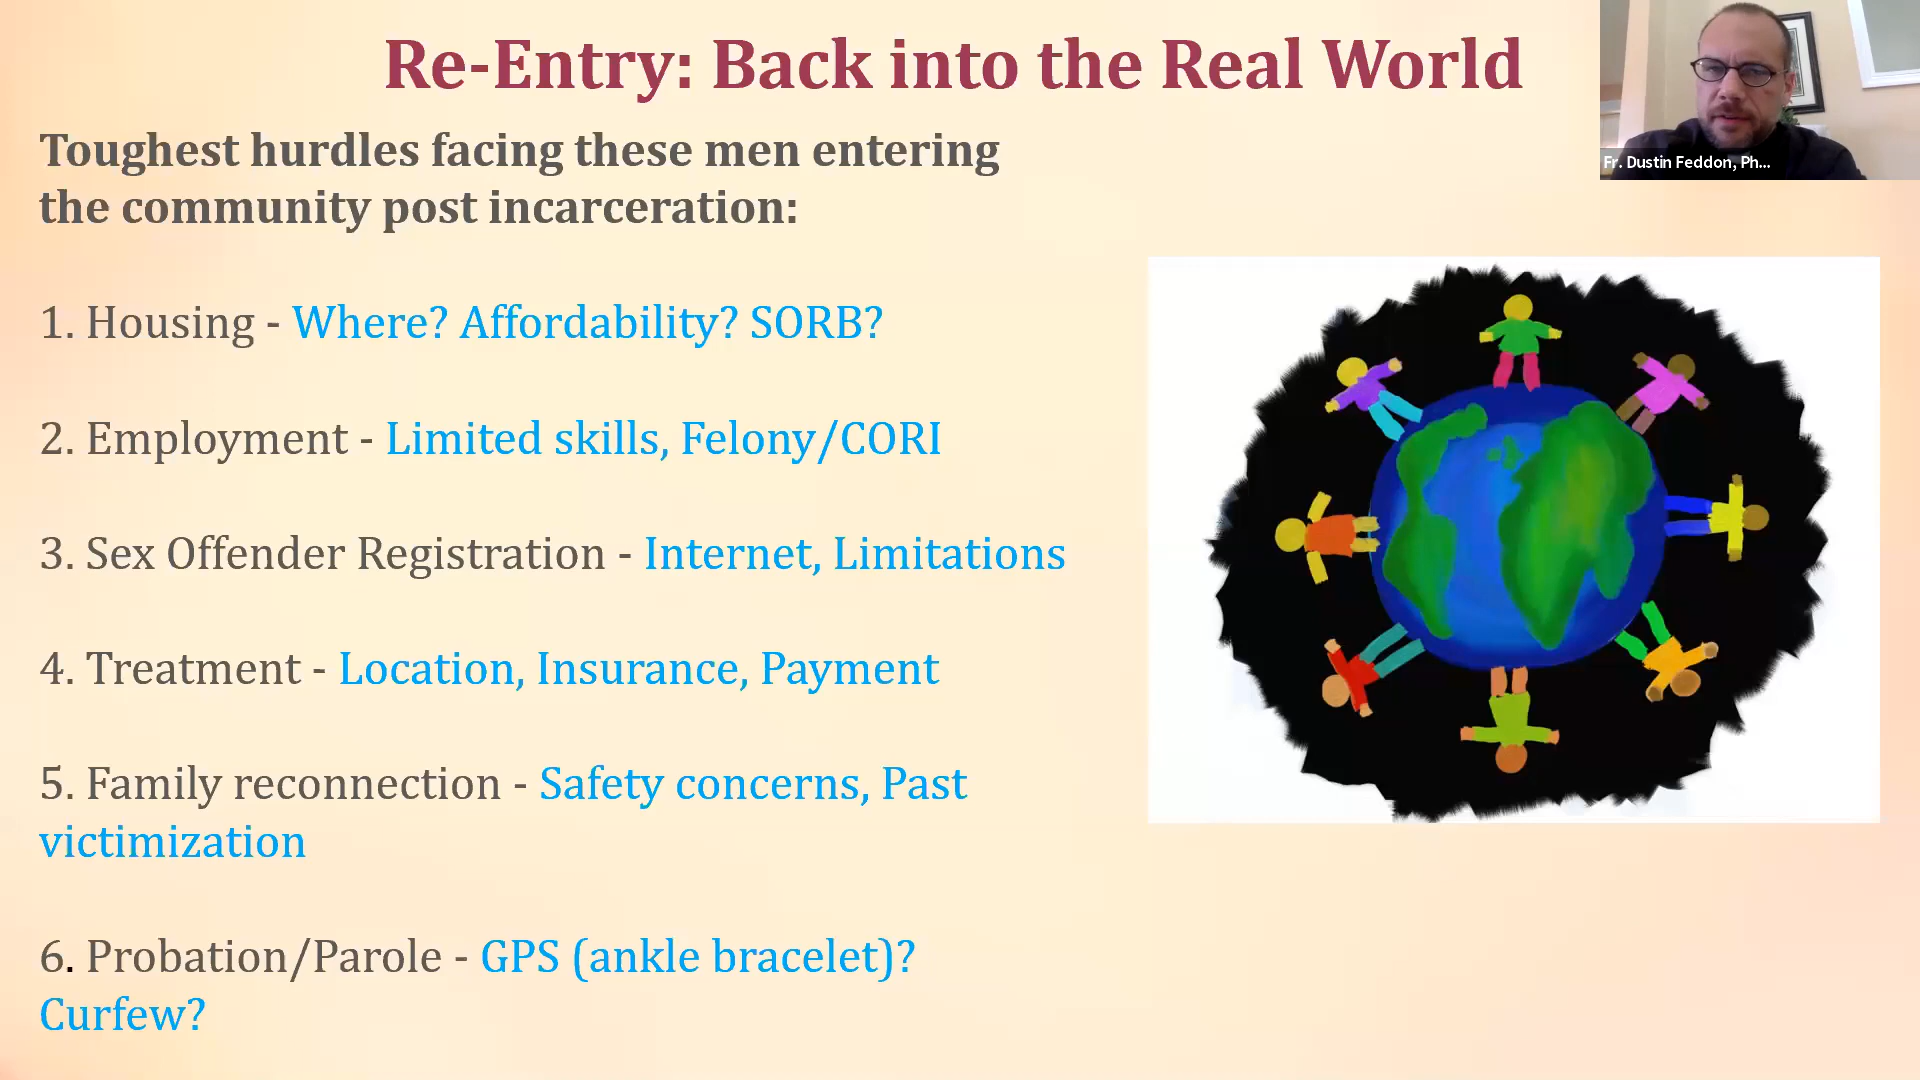 Re-Entry: Back into the Real World
Fr. Dustin Feddon, Ph...
Toughest hurdles facing these men entering
the community post incarceration:
1. Housing - Where? Affordability? SORB?
2. Employment - Limited skills, Felony/CORI
3. Sex Offender Registration - Internet, Limitations
4. Treatment - Location, Insurance, Payment
5. Family reconnection - Safety concerns, Past
victimization
6. Probation/Parole - GPS (ankle bracelet)?
Curfew?